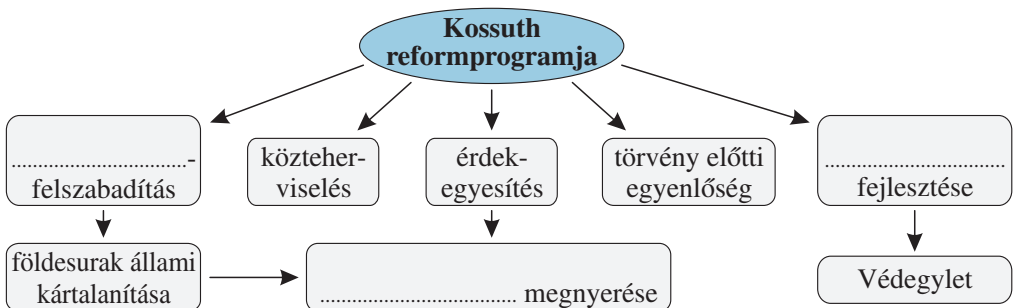 Kossuth
reformprogramja
..............................-
felszabadítás
közteher-
viselés
érdek-
egyesítés
törvény előtti
egyenlőség
...............................
fejlesztése
földesurak állami
kártalanítása
.................................. megnyerése
Védegylet